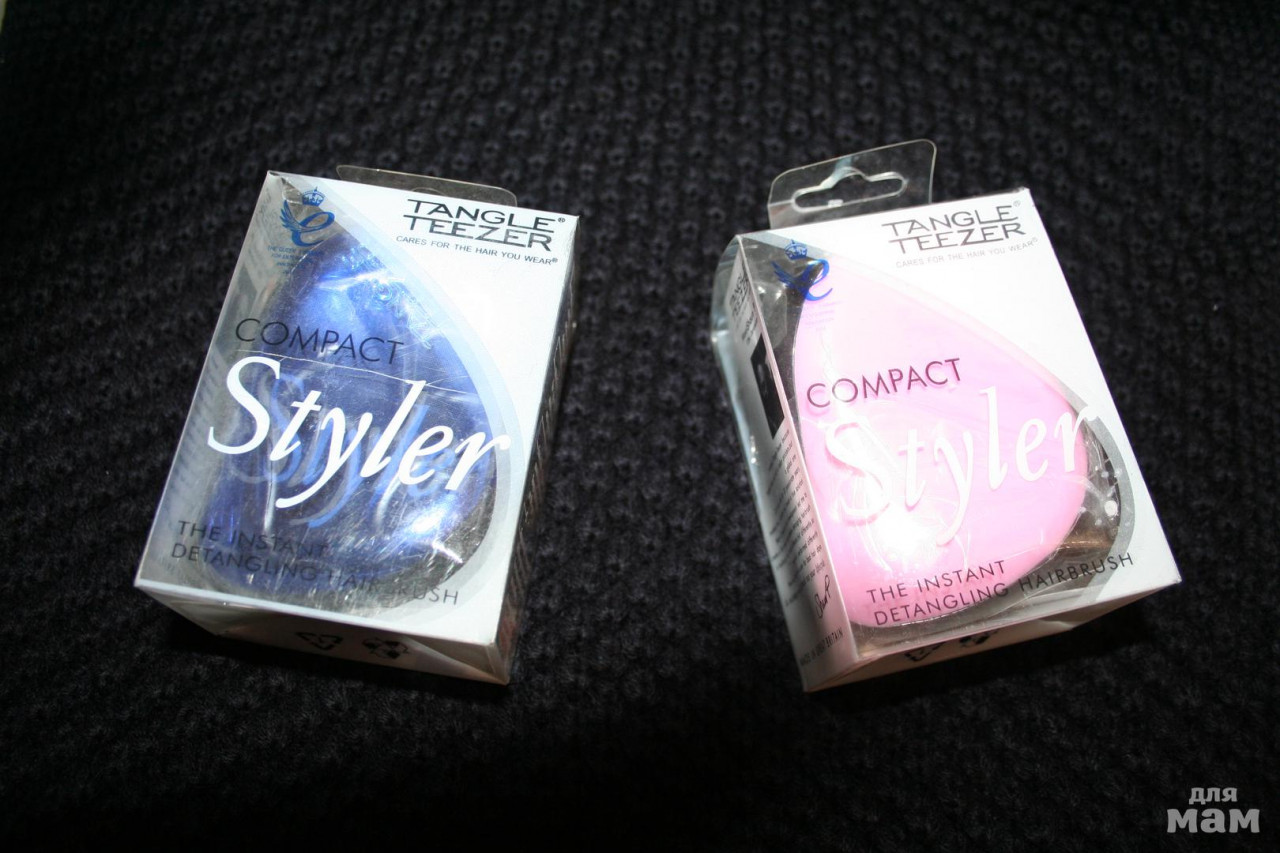 TANGLE®
TEEZER
CARES FOR THE HAIR YOU WEAR®
COMPACT
Styler
THE INSTANT
DETANGLING HAIRBRUSH
TANGLE®
TEEZER
CARES FOR THE HAIR YOU WEAR®
COMPACT
Styler
THE INSTANT
DETANGLING HAIRBRUSH
для
мам